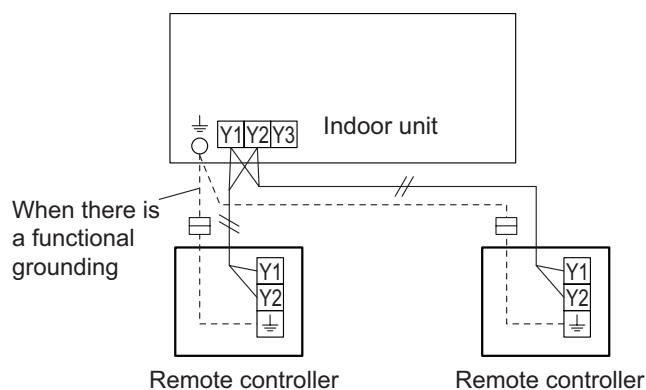 Y1 Y2 Y3 Indoor unit
When there is
a functional
grounding
Y1
Y2
Y1
Y2
Remote controller
Remote controller